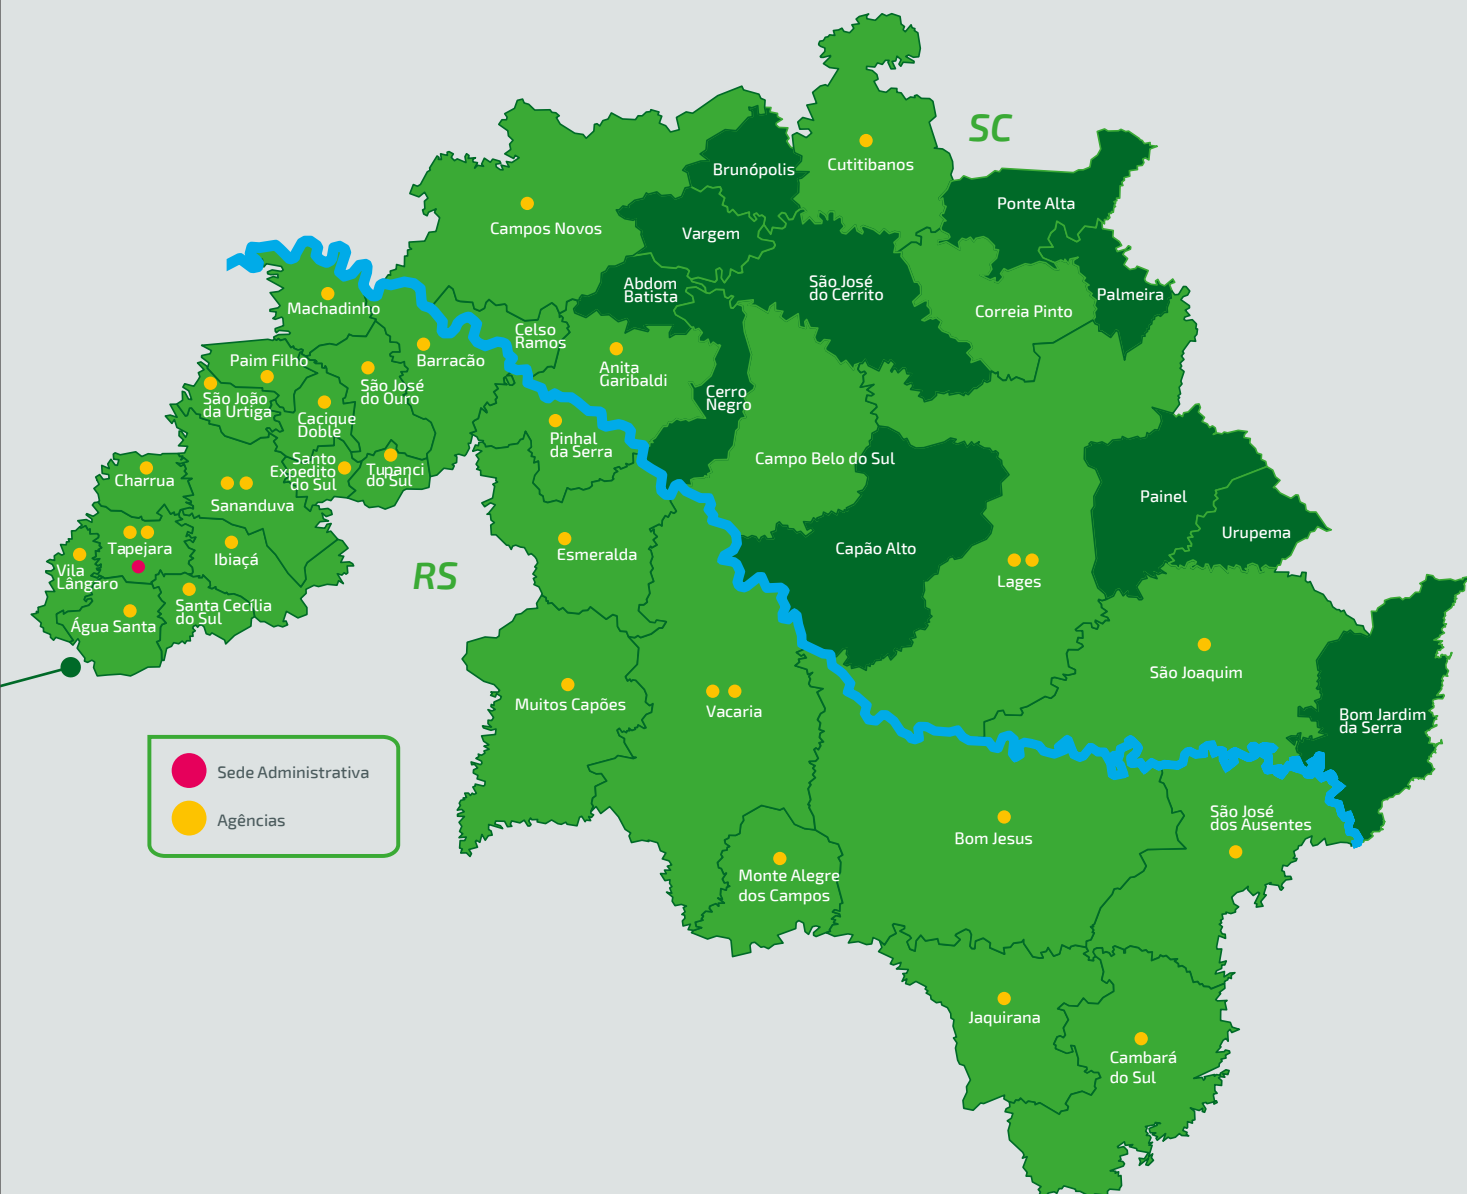 SC
Brunópolis
Cutitibanos
Ponte Alta
Campos Novos
Vargem
Abdom
Batista
São José
do Cerrito
Palmeira
Correia Pinto
Machadinho
Celso
Ramos
Barracão
Paim Filho
Anita
Garibaldi
São José
do Ouro
São João
da Urtiga
Cerro
Negro
Cacique
Doble
Pinhal
da Serra
Campo Belo do Sul
Santo
Expedito
do Sul
Tupanci
do Sul
Charrua
Sananduva
Painel
Urupema
Tapejara
Ibiaçá
Esmeralda
Capão Alto
Lages
RS
Vila
Lângaro
Santa Cecília
do Sul
Água Santa
São Joaquim
Muitos Capões
Vacaria
Bom Jardim
da Serra
Sede Administrativa
Agências
São José
dos Ausentes
Bom Jesus
Monte Alegre
dos Campos
Jaquirana
Cambará
do Sul